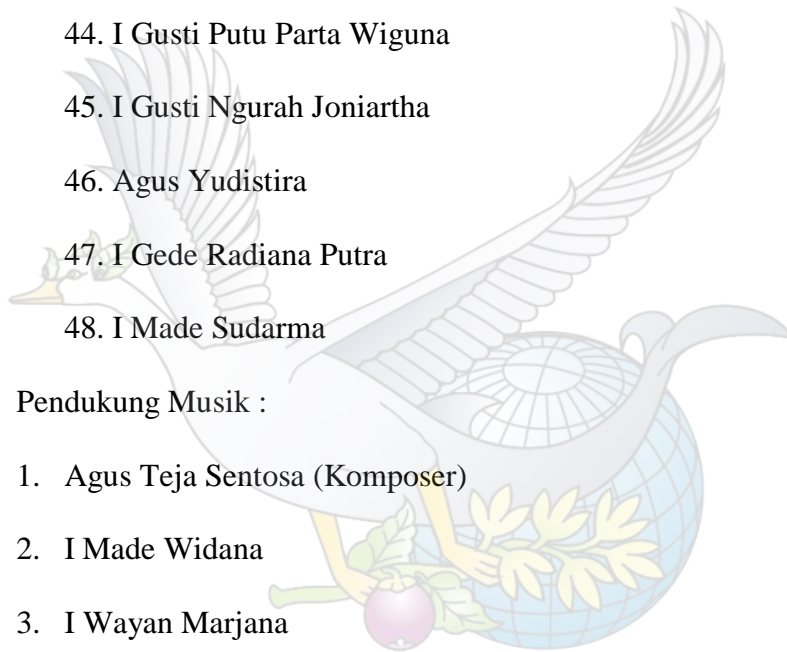 44. I Gusti Putu Parta Wiguna
45. I Gusti Ngurah Joniartha
46. Agus Yudistira
47. I Gede Radiana Putra
48. I Made Sudarma
Pendukung Musik :
1. Agus Teja Sentosa (Komposer)
2. I Made Widana
3. I Wayan Marjana